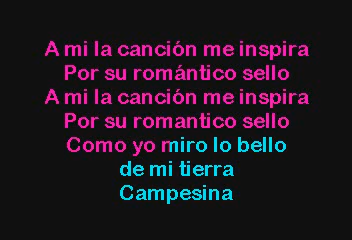 A mi la canción me inspira
Por su romántico sello
A mi la canción me inspira
Por su romantico sello
Como yo miro lo bello
de mi tierra
Campesina